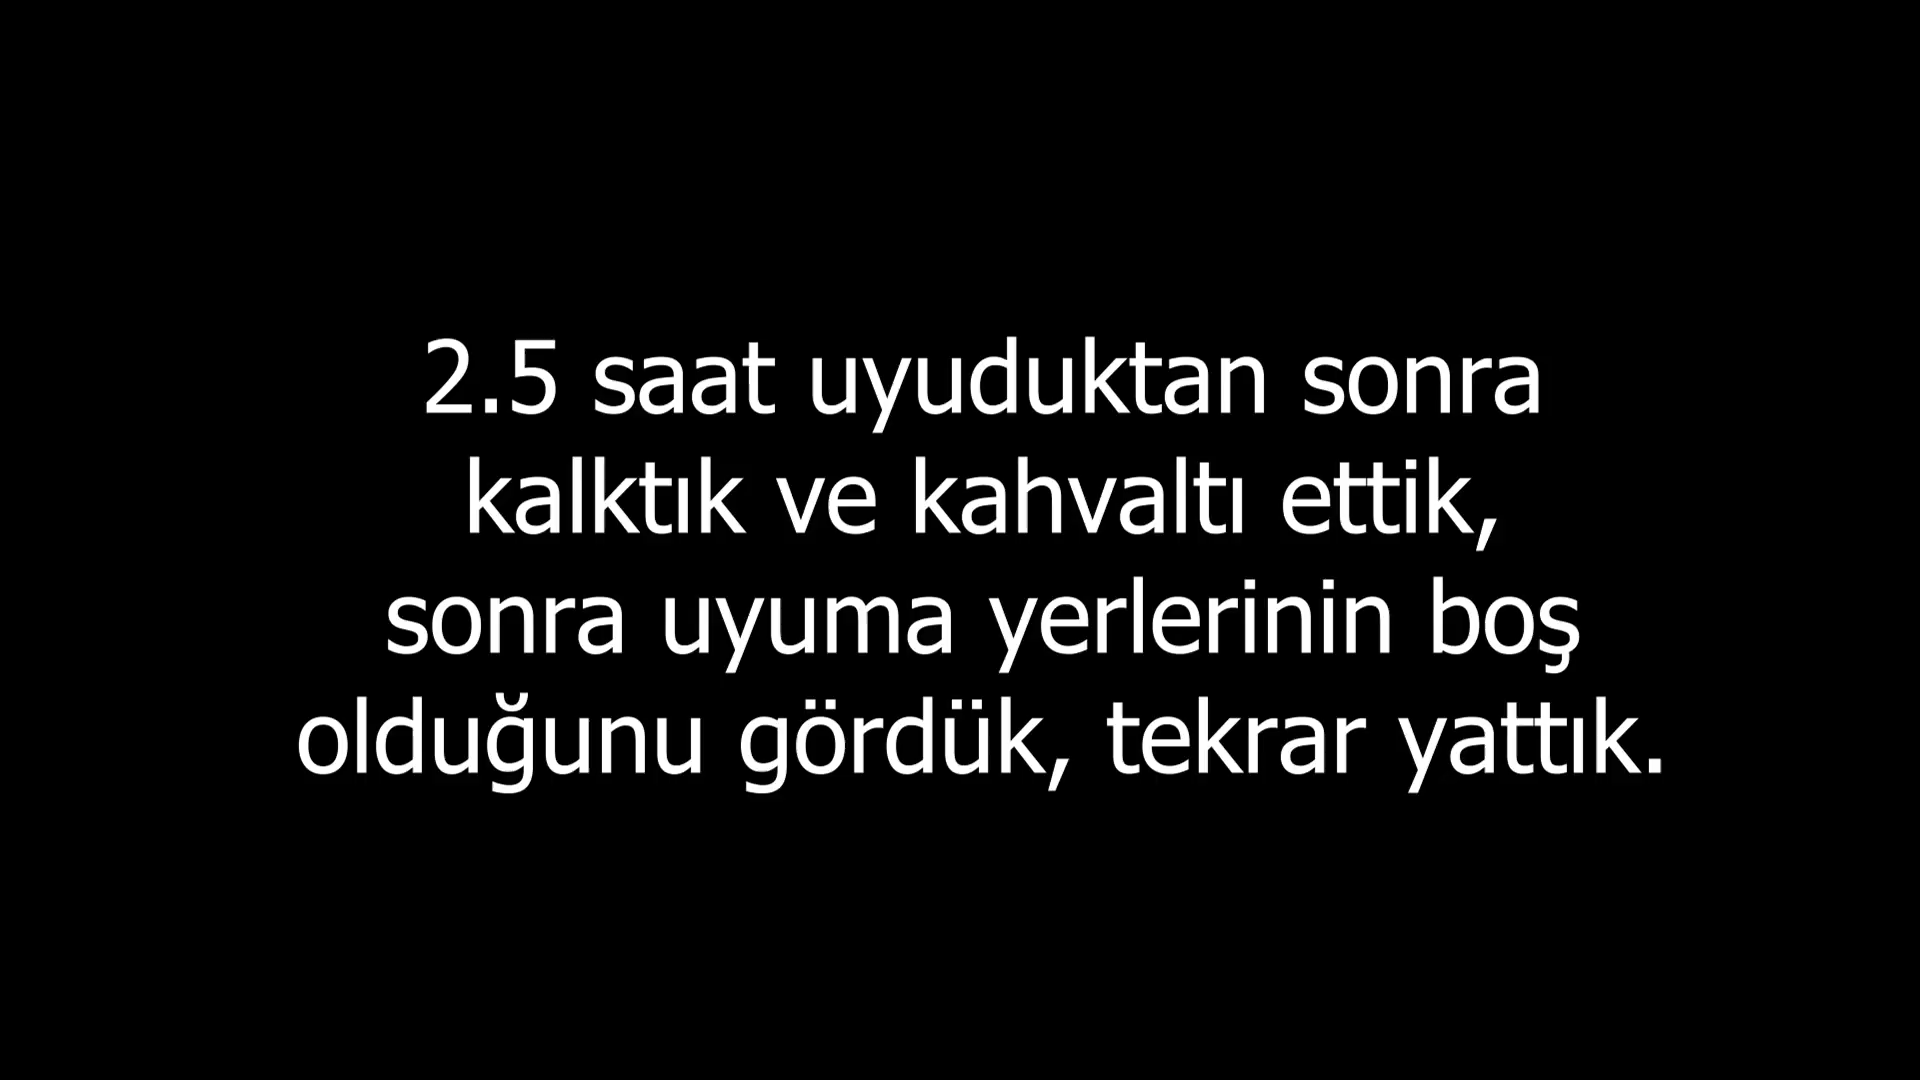 2.5 saat uyuduktan sonra
kalktık ve kahvaltı ettik,
sonra uyuma yerlerinin boş
olduğunu gördük, tekrar yattık.